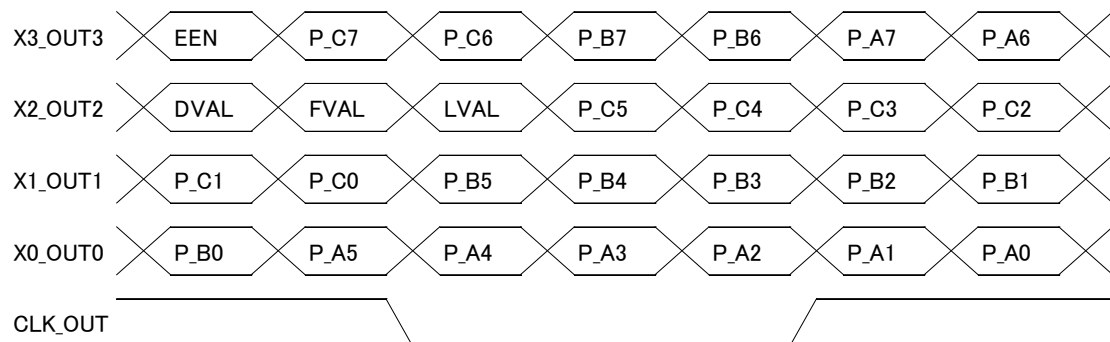 X3_OUT3 EEN P_C7 P_C6 P_B7 P_B6 P_A7 P_A6
X2_OUT2 DVAL FVAL LVAL P_C5 P_C4 P_C3 P_C2
X1_OUT1 P_C1 P_C0 P_B5 P_B4 P_B3 P_B2 P_B1
X0_OUT0 P_B0 P_A5 P_A4 P_A3 P_A2 P_A1 P_A0
CLK_OUT